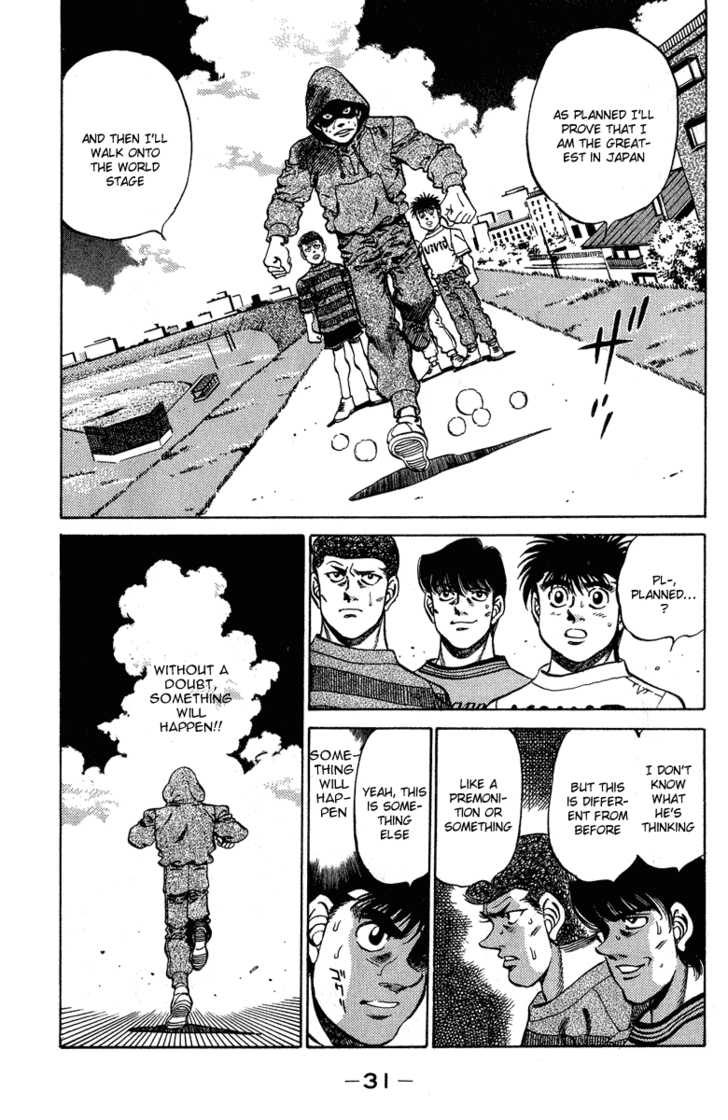 AS PLANNED I'LL
PROVE THAT I
AM THE GREAT-
EST IN JAPAN
AND THEN I'LL
WALK ONTO
THE WORLD
STAGE
VIVID
ザッ
PL-,
PLANNED...
?
I DON'T
KNOW
WHAT
HE'S
THINKING
BUT THIS
IS DIFFER-
ENT FROM
BEFORE
LIKE A
PREMONI-
TION OR
SOMETHING
YEAH, THIS
IS SOME-
THING
ELSE
SOME-
THING
WILL
HAP-
PEN
WITHOUT A
DOUBT,
SOMETHING
WILL
HAPPEN!!
-31-